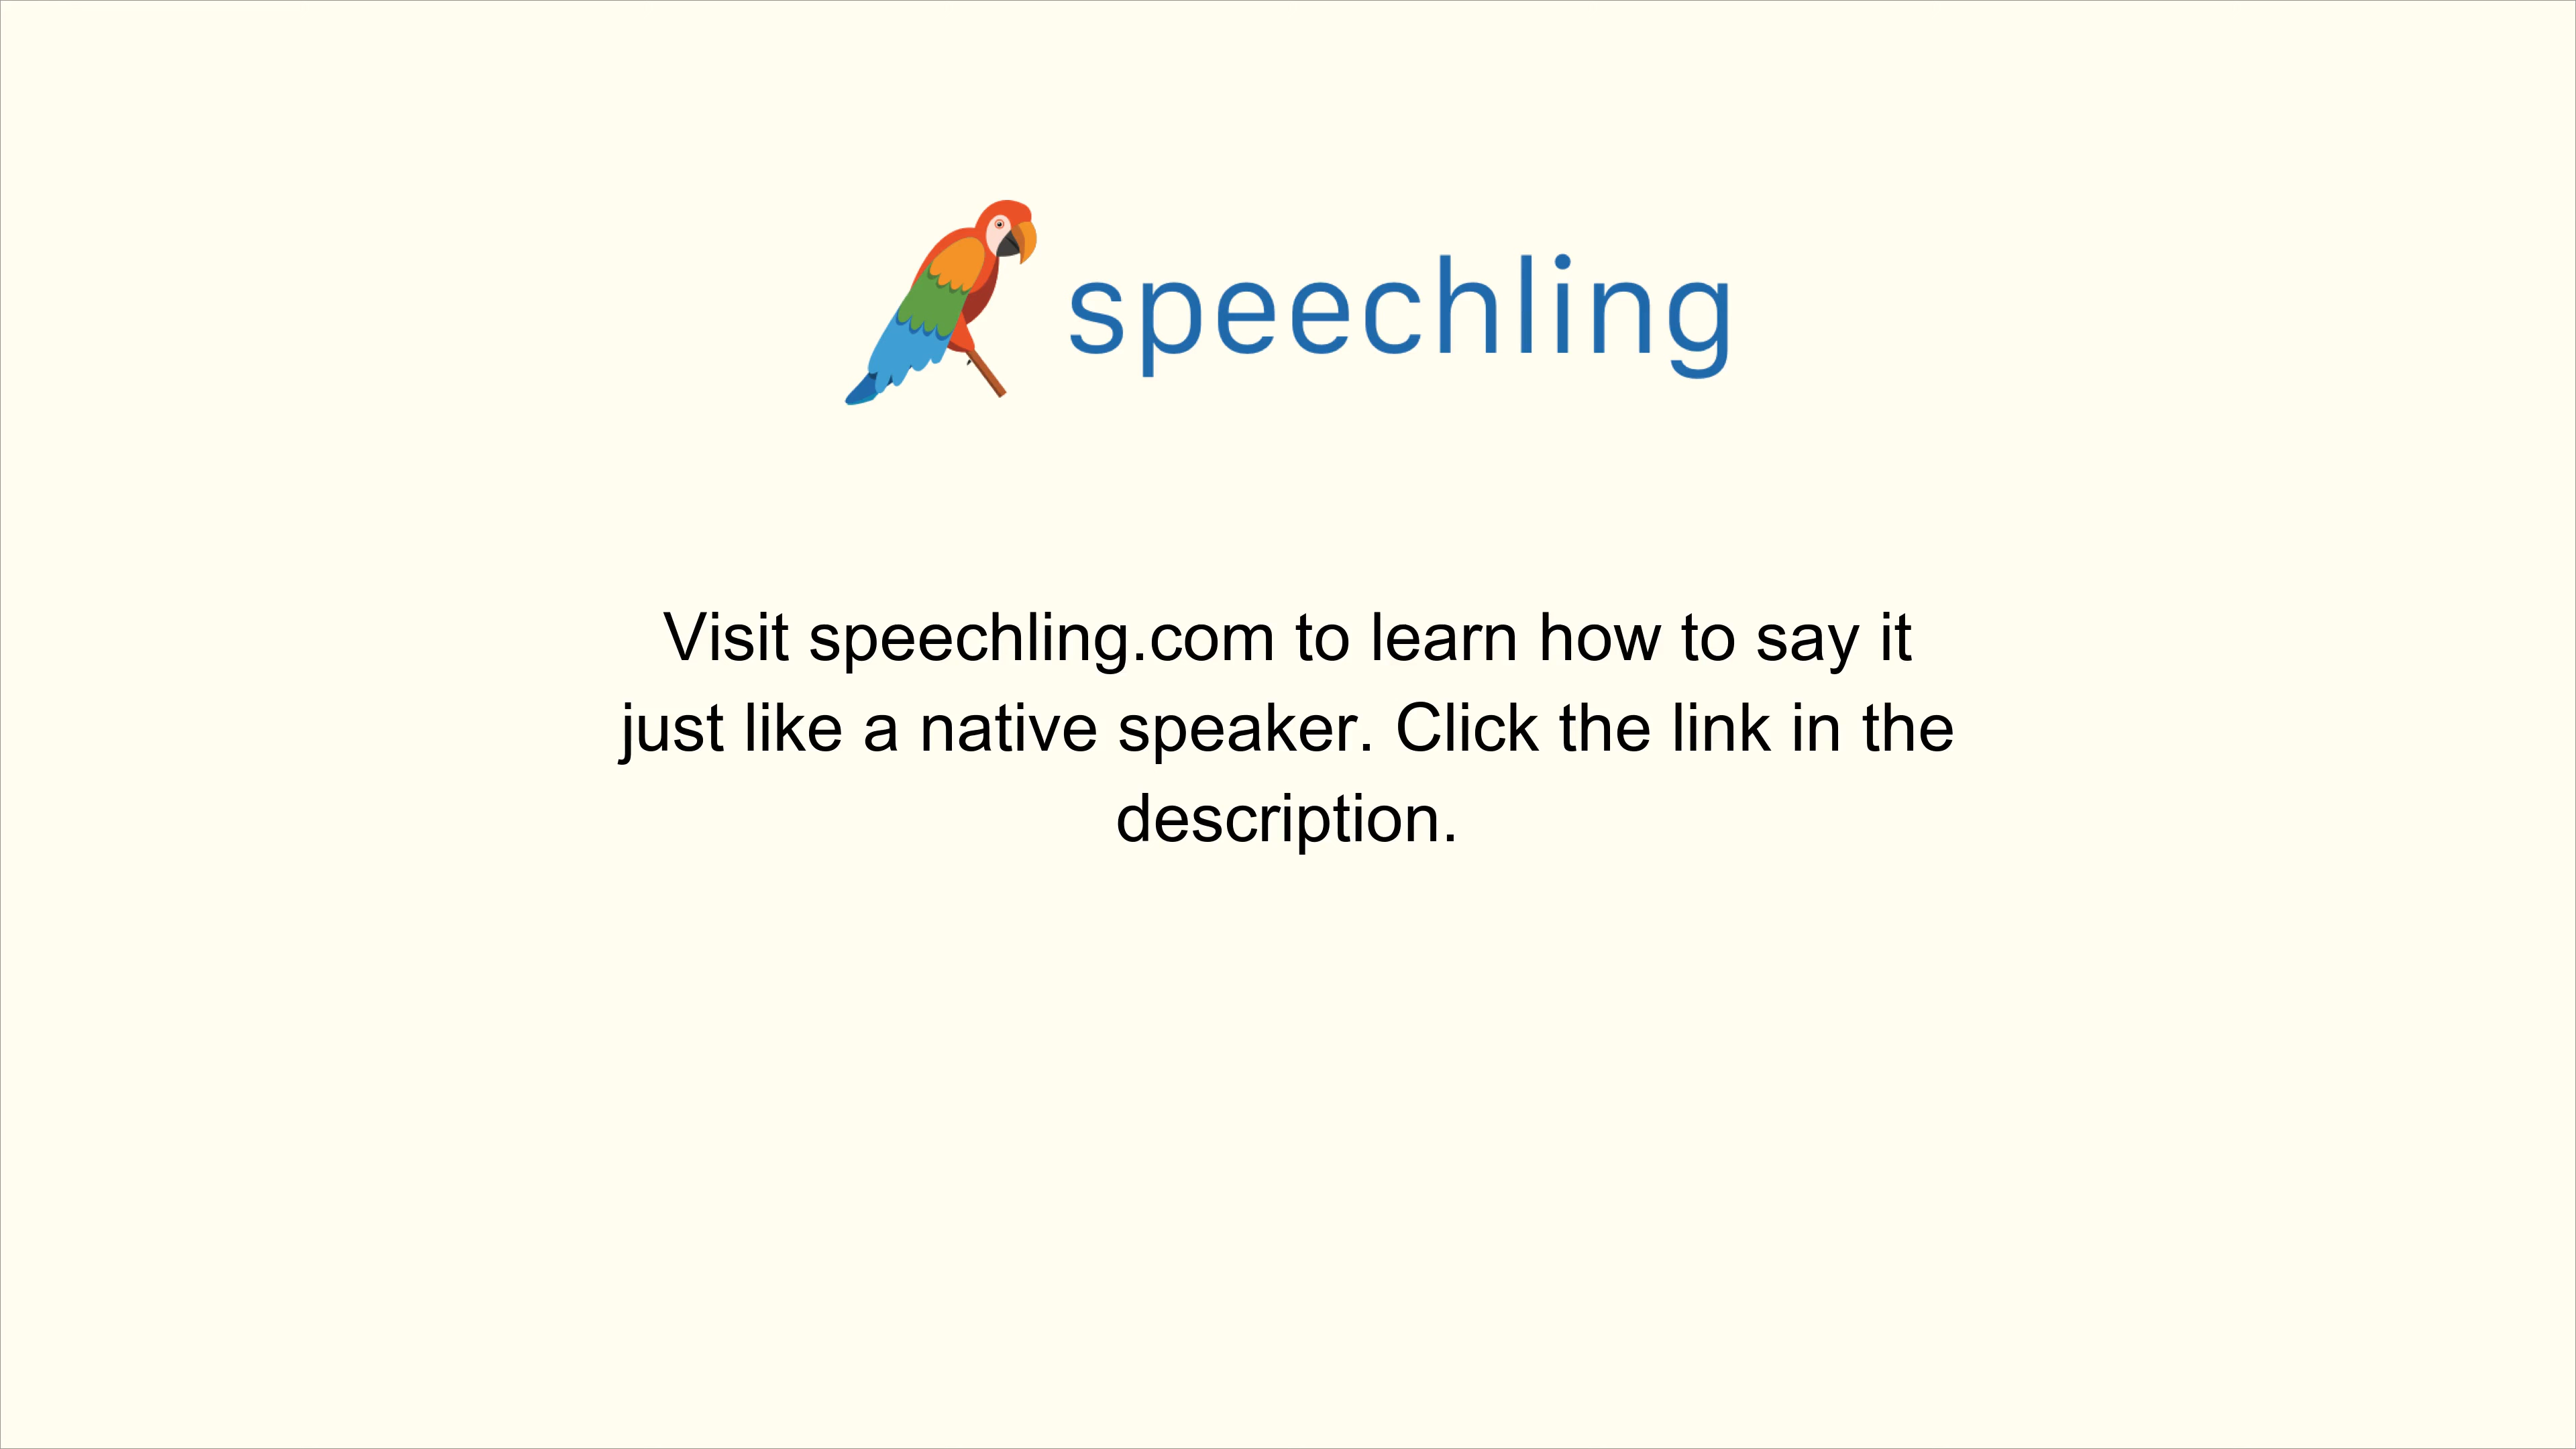 speechling
Visit speechling.com to learn how to say it
just like a native speaker. Click the link in the
description.